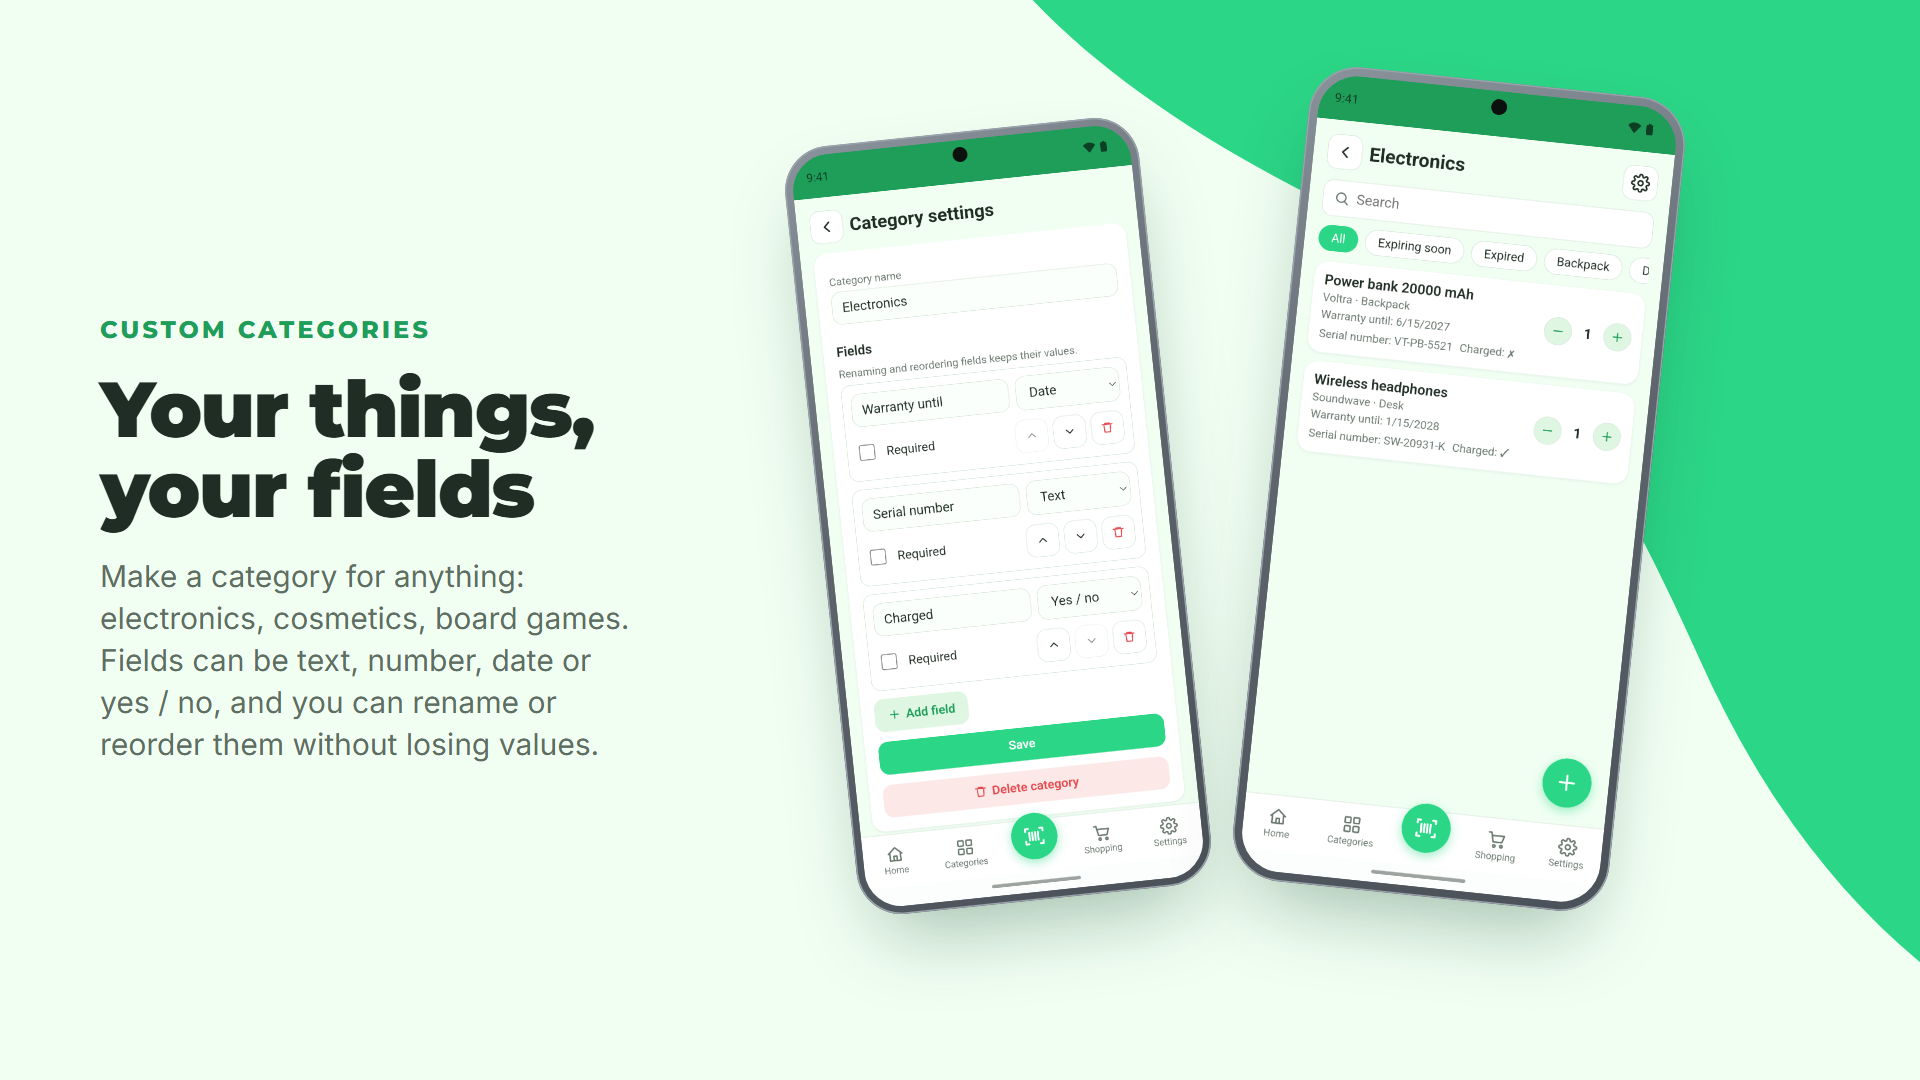 CUSTOM CATEGORIES
Your things,
your fields
Make a category for anything:
electronics, cosmetics, board games.
Fields can be text, number, date or
yes / no, and you can rename or
reorder them without losing values.
9:41
Category settings
Category name
Electronics
Fields
Renaming and reordering fields keeps their values.
Warranty until
Date
Required
Serial number
Text
Required
Charged
Yes / no
Required
+ Add field
Save
Delete category
Home
Categories
Shopping
Settings
9:41
Electronics
Search
All
Expiring soon
Expired
Backpack
D
Power bank 20000 mAh
Voltra · Backpack
Warranty until: 6/15/2027
Serial number: VT-PB-5521 Charged: ✗
− 1 +
Wireless headphones
Soundwave · Desk
Warranty until: 1/15/2028
Serial number: SW-20931-K Charged: ✓
− 1 +
+
Home
Categories
Shopping
Settings